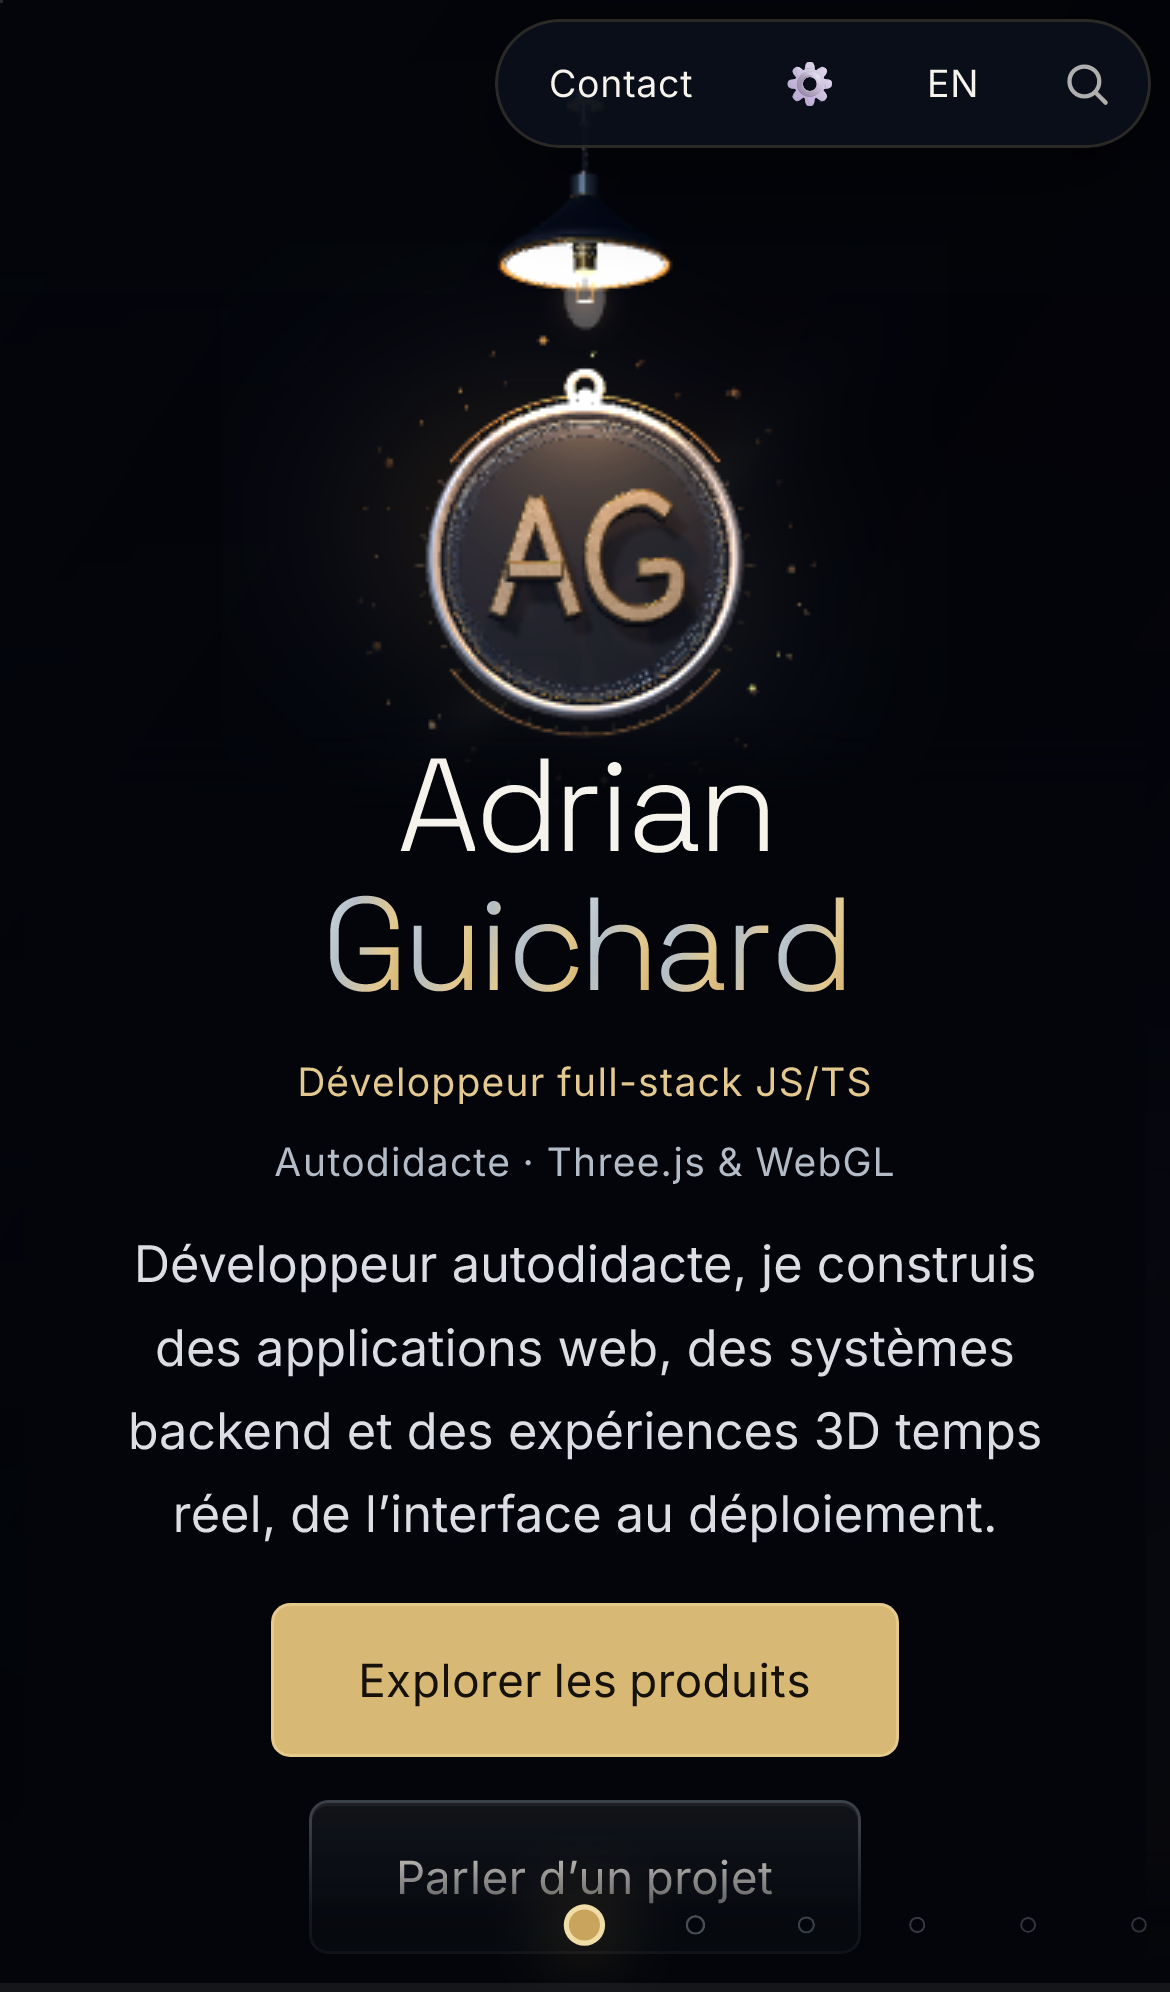 Contact
EN
AG
Adrian
Guichard
Développeur full-stack JS/TS
Autodidacte · Three.js & WebGL
Développeur autodidacte, je construis
des applications web, des systèmes
backend et des expériences 3D temps
réel, de l’interface au déploiement.
Explorer les produits
Parler d’un projet